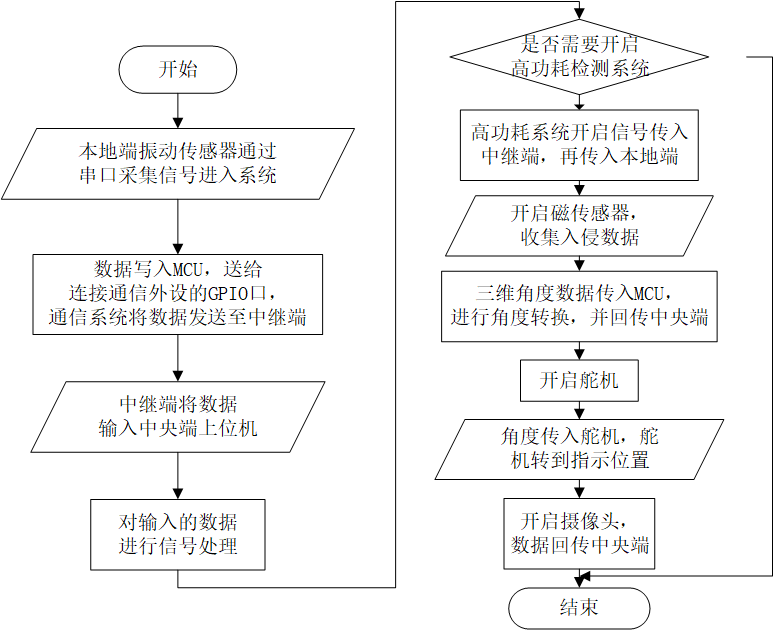 开始
本地端振动传感器通过
串口采集信号进入系统
数据写入MCU，送给
连接通信外设的GPIO口，
通信系统将数据发送至中继端
中继端将数据
输入中央端上位机
对输入的数据
进行信号处理
是否需要开启
高功耗检测系统
高功耗系统开启信号传入
中继端，再传入本地端
开启磁传感器，
收集入侵数据
三维角度数据传入MCU，
进行角度转换，并回传中央端
开启舵机
角度传入舵机，舵
机转到指示位置
开启摄像头，
数据回传中央端
结束